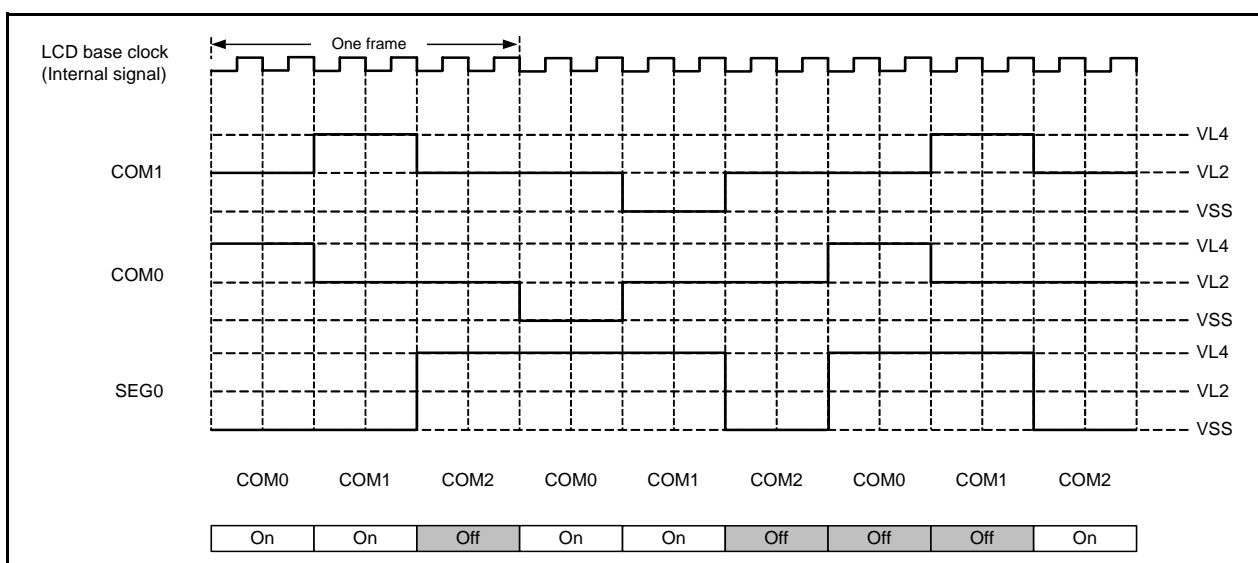 LCD base clock
(Internal signal)
One frame
COM1
VL4
VL2
VSS
COM0
VL4
VL2
VSS
SEG0
VL4
VL2
VSS
COM0 COM1 COM2 COM0 COM1 COM2 COM0 COM1 COM2
On On Off On On Off Off Off On